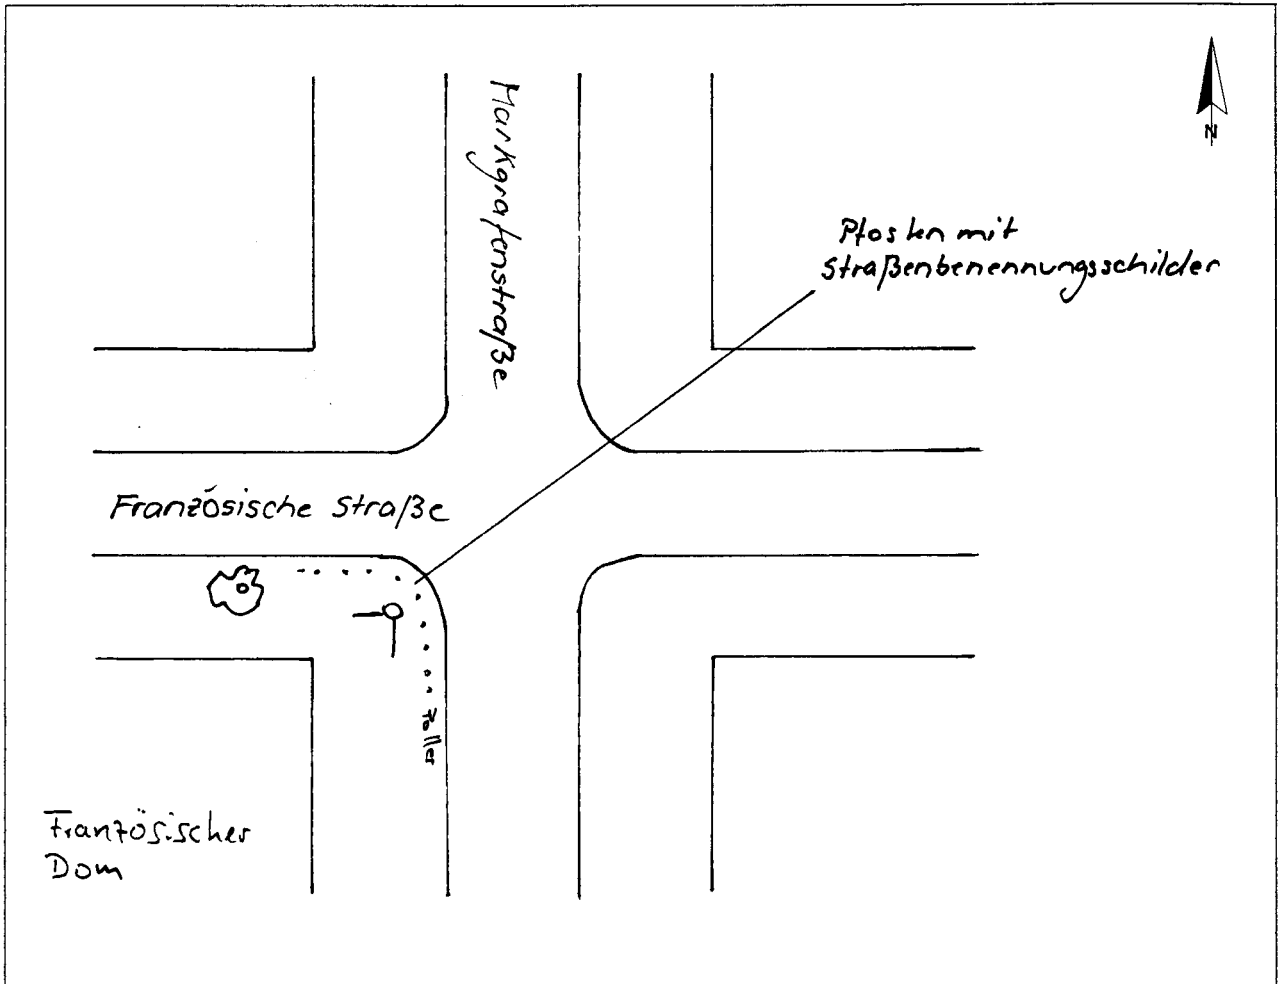 N
Markgrafenstraße
Pfosten mit
Straßenbenennungsschilder
Französische Straße
Poller
Französischer
Dom